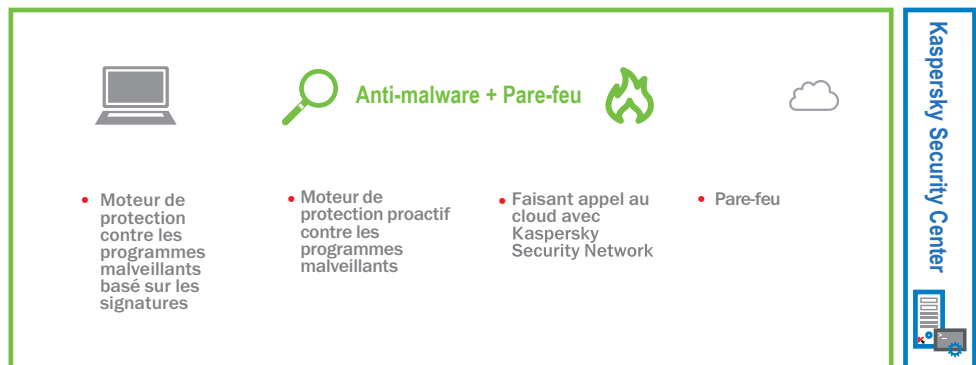 Anti-malware + Pare-feu
• Moteur de
protection
contre les
programmes
malveillants
basé sur les
signatures
• Moteur de
protection proactif
contre les
programmes
malveillants
• Faisant appel au
cloud avec
Kaspersky
Security Network
• Pare-feu
Kaspersky Security Center